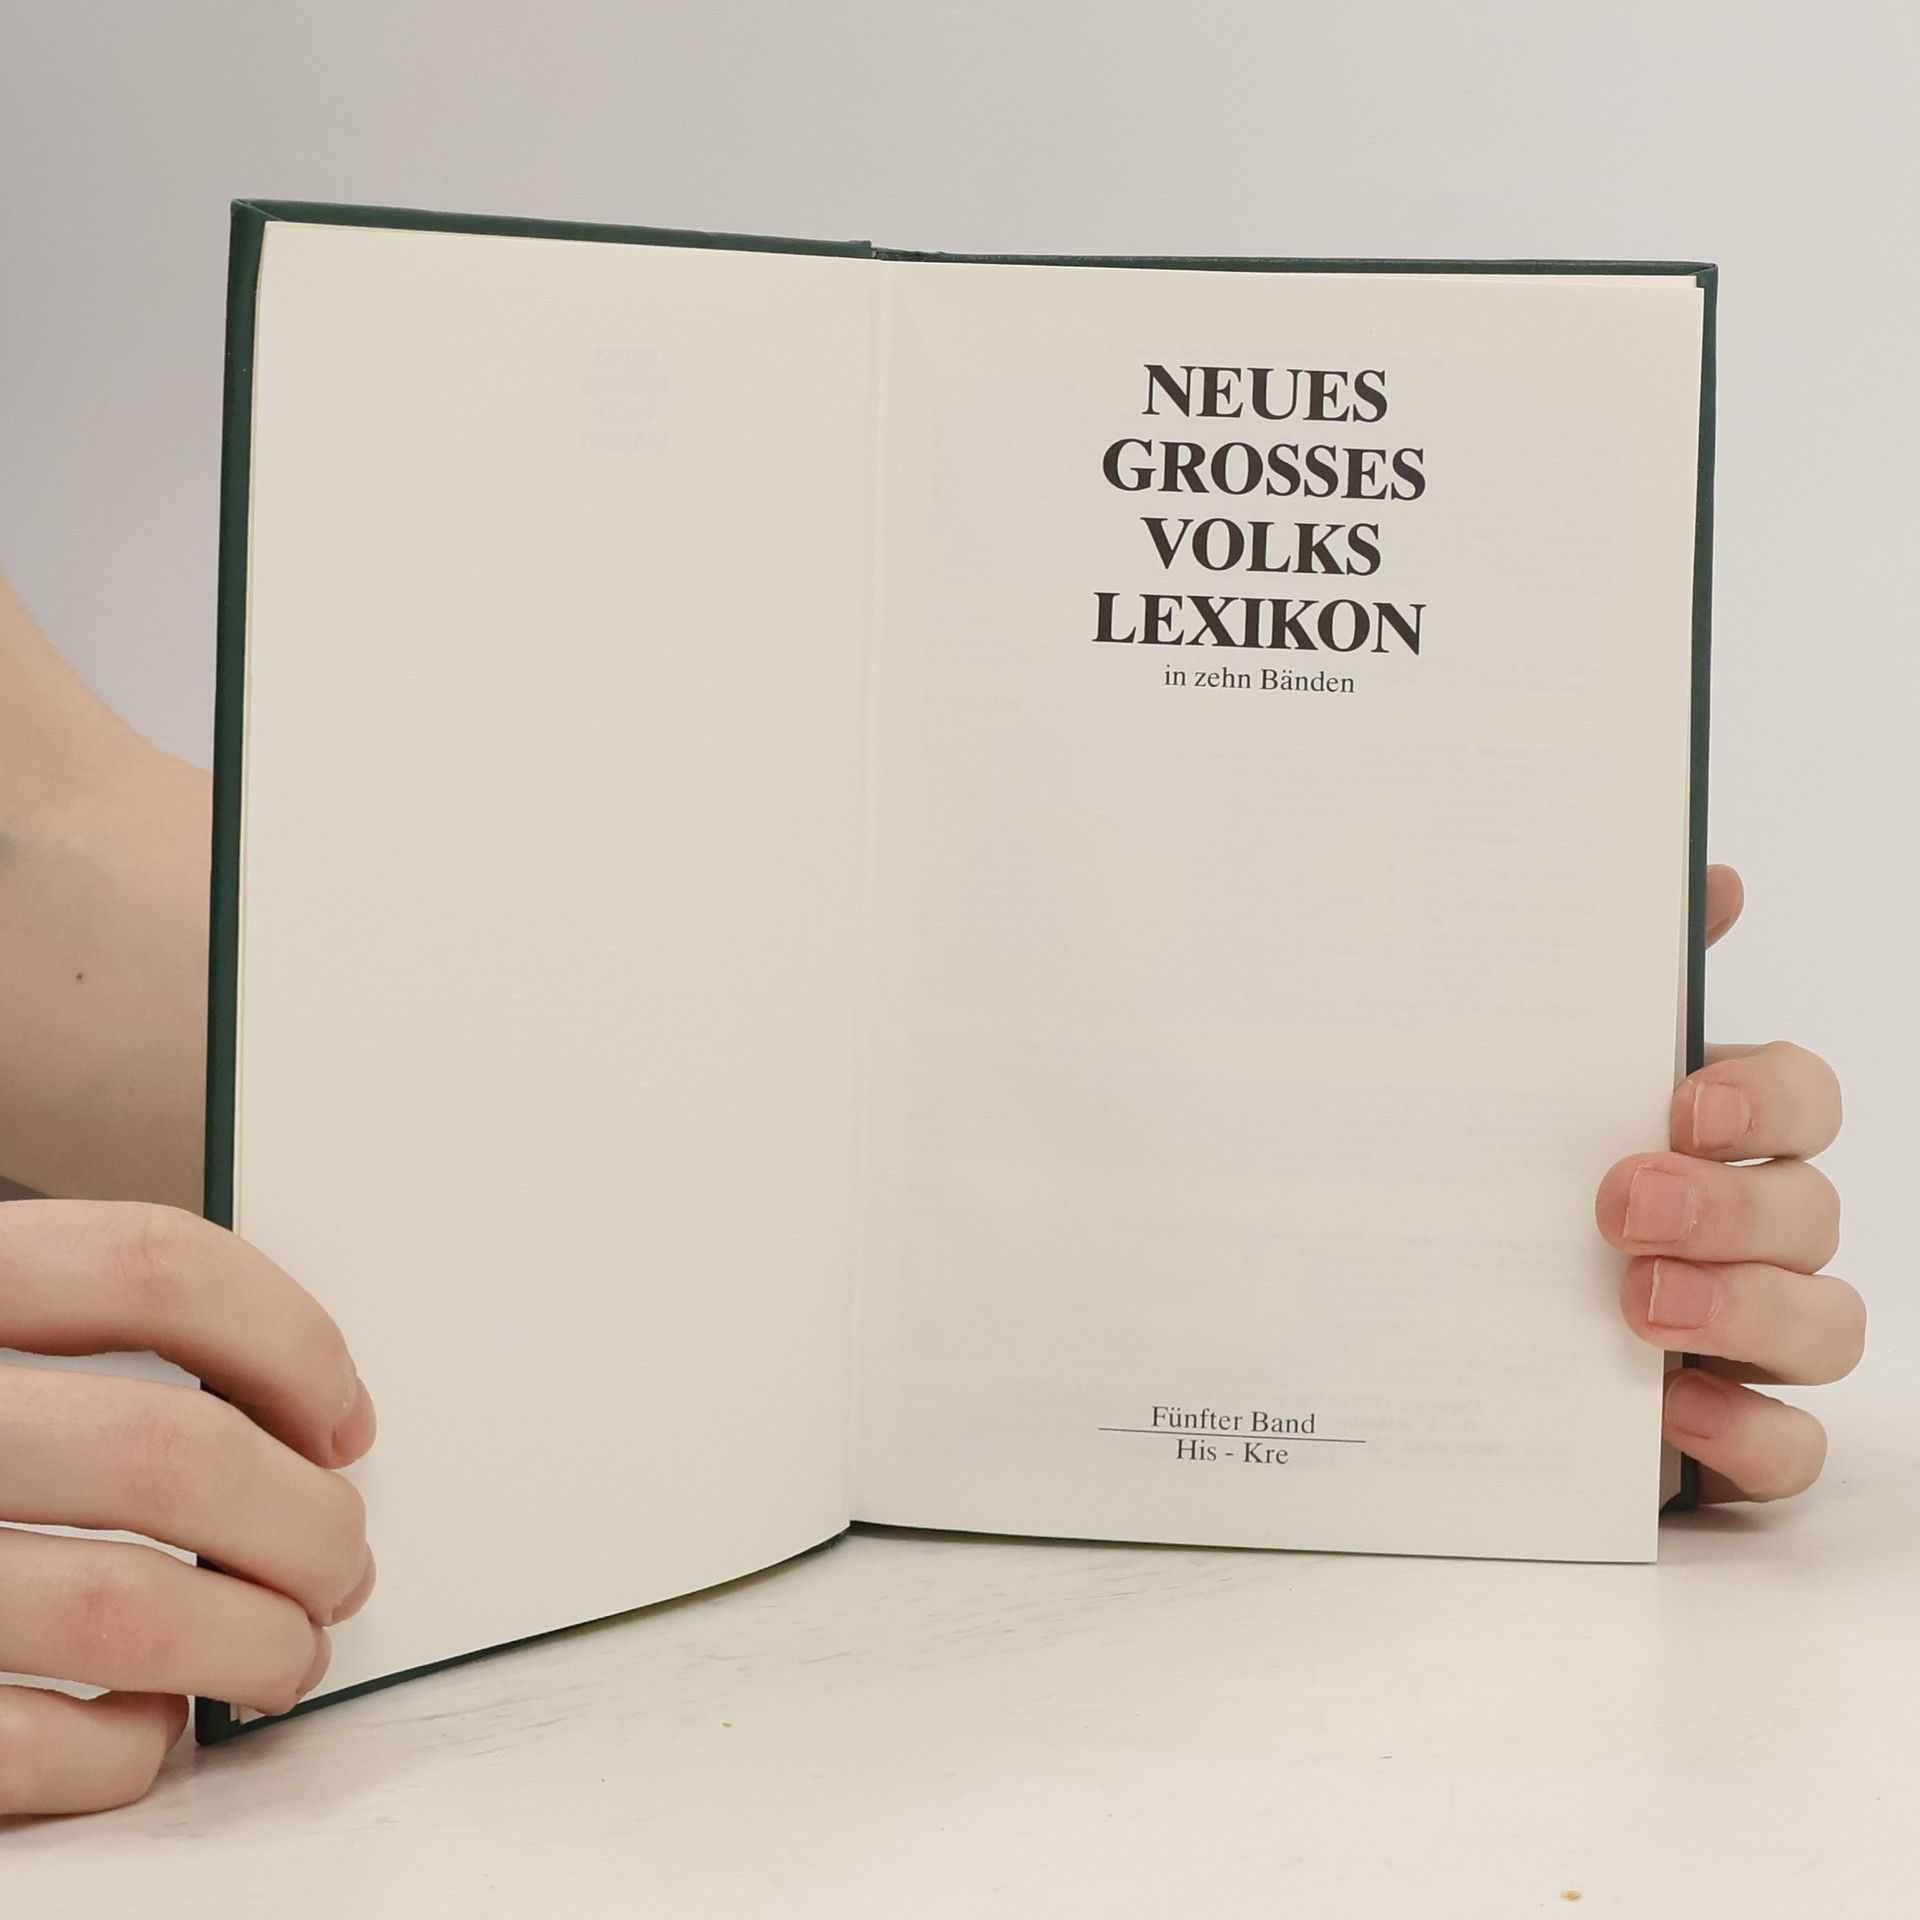 NEUES
GROSSES
VOLKS
LEXIKON
in zehn Bänden
Fünfter Band
His - Kre